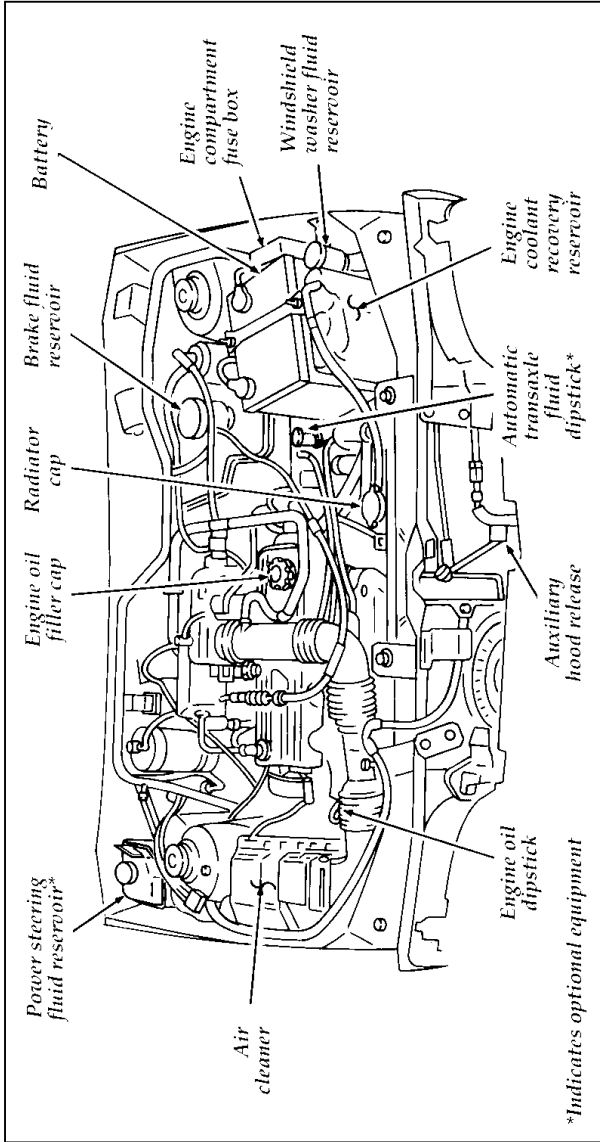 Power steering
fluid reservoir*
Engine oil
filler cap
Radiator
cap
Brake fluid
reservoir
Battery
Engine
compartment
fuse box
Windshield
washer fluid
reservoir
Air
cleaner
Engine oil
dipstick
Auxiliary
hood release
Automatic
transaxle
fluid
dipstick*
Engine
coolant
recovery
reservoir
*Indicates optional equipment